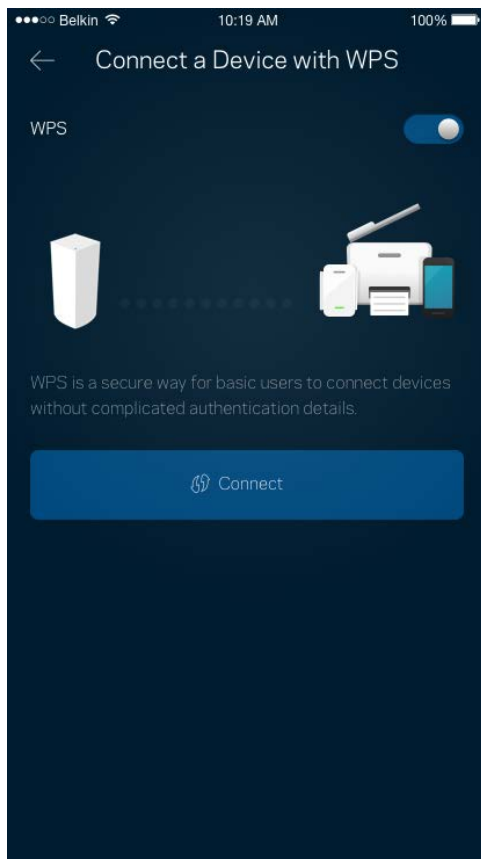 Belkin 10:19 AM 100%
Connect a Device with WPS
WPS
WPS is a secure way for basic users to connect devices
without complicated authentication details.
Connect